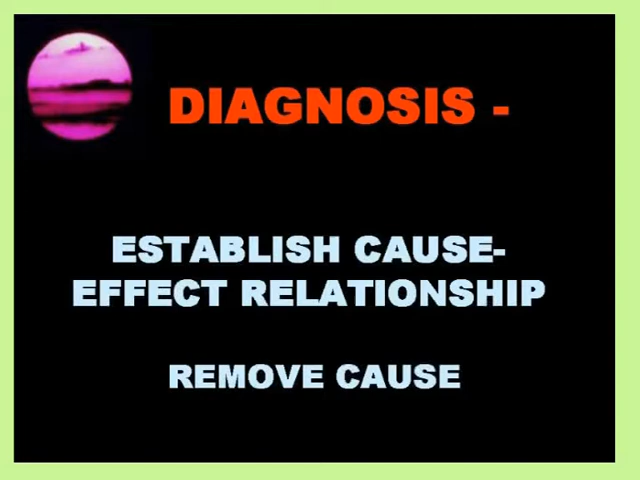 DIAGNOSIS -
ESTABLISH CAUSE-
EFFECT RELATIONSHIP
REMOVE CAUSE